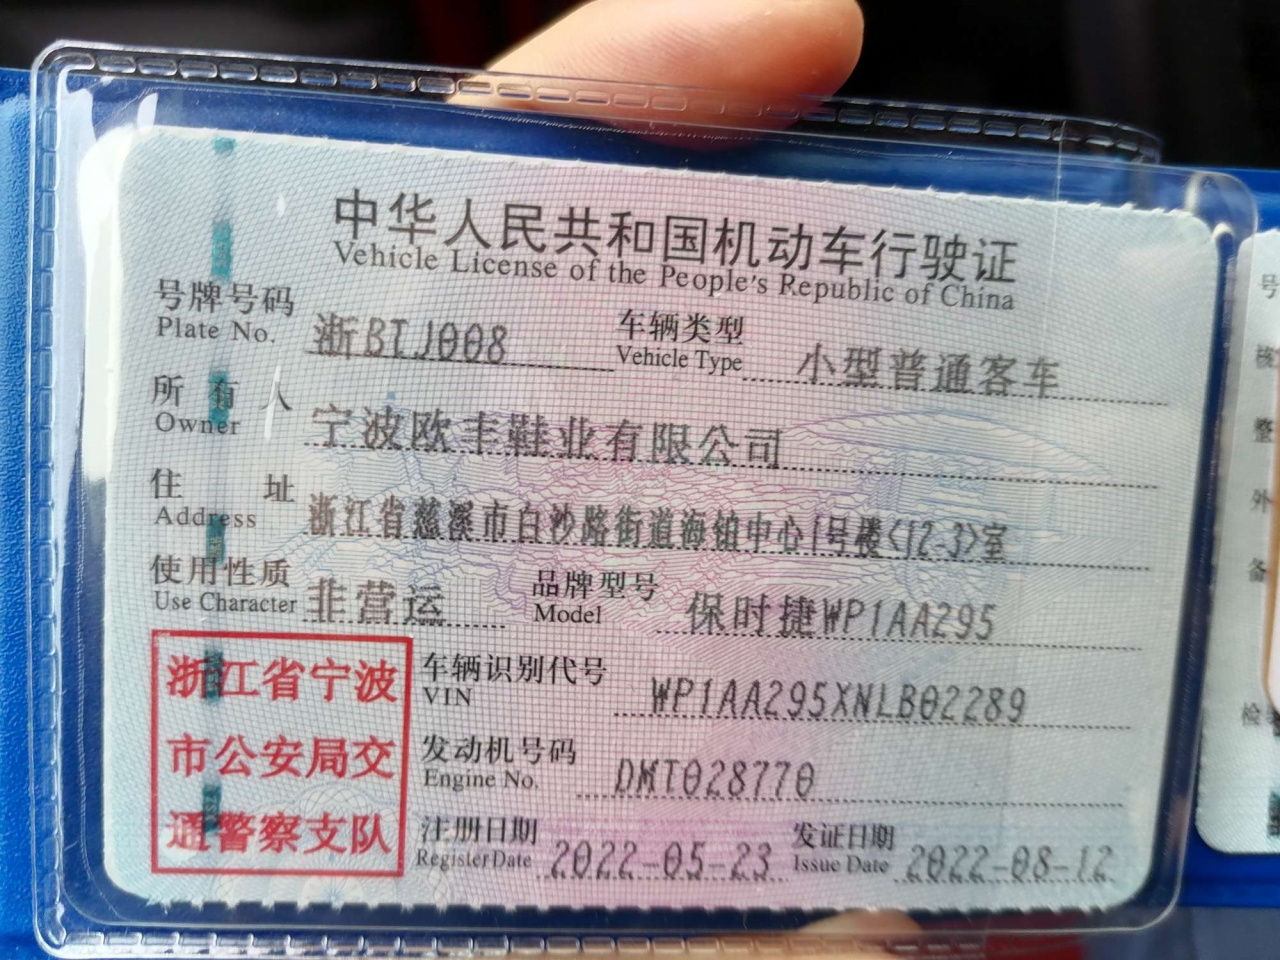 中华人民共和国机动车行驶证
Vehicle License of the People's Republic of China
号牌号码 浙BTJ008 车辆类型 小型普通客车
Plate No. Vehicle Type
所有人 宁波欧丰鞋业有限公司
Owner
住址 浙江省慈溪市白沙路街道海镇中心1号楼<12-3>室
Address
使用性质 非营运 品牌型号 保时捷WP1AA295
Use Character Model
浙江省宁波
市公安局交
通警察支队
车辆识别代号 WP1AA295XNLB02289
VIN
发动机号码 DMT028770
Engine No.
注册日期 2022-05-23 发证日期 2022-08-12
Register Date Issue Date
号
核
整
外
备
检